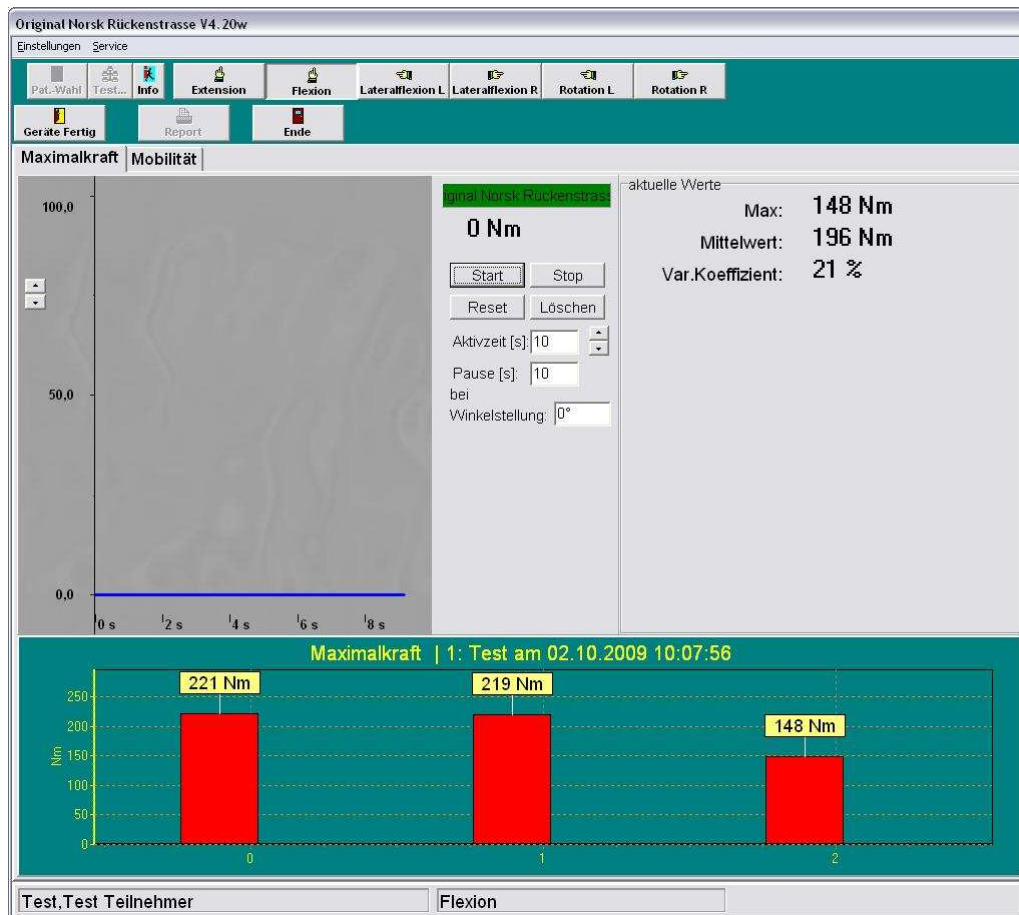 Original Norsk Rückenstrasse V4.20w
Einstellungen Service
Pat.-Wahl Test... Info Extension Flexion Lateralflexion L Lateralflexion R Rotation L Rotation R
Geräte Fertig Report Ende
Maximalkraft Mobilität
100,0
50,0
0,0
0 s 2 s 4 s 6 s 8 s
iginal Norsk Rückenstrass
0 Nm
Start Stop
Reset Löschen
Aktivzeit [s]: 10
Pause [s]: 10
bei
Winkelstellung: 0°
aktuelle Werte
Max: 148 Nm
Mittelwert: 196 Nm
Var.Koeffizient: 21 %
Maximalkraft | 1: Test am 02.10.2009 10:07:56
221 Nm 219 Nm 148 Nm
Nm
250
200
150
100
50
0
0 1 2
Test,Test Teilnehmer Flexion